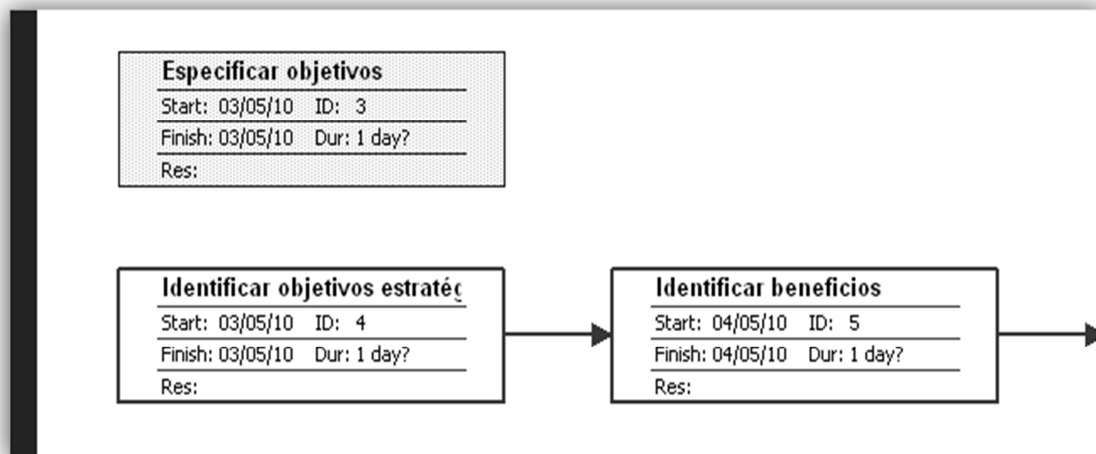 Especificar objetivos
Start: 03/05/10 ID: 3
Finish: 03/05/10 Dur: 1 day?
Res:
Identificar objetivos estratég
Start: 03/05/10 ID: 4
Finish: 03/05/10 Dur: 1 day?
Res:
Identificar beneficios
Start: 04/05/10 ID: 5
Finish: 04/05/10 Dur: 1 day?
Res: